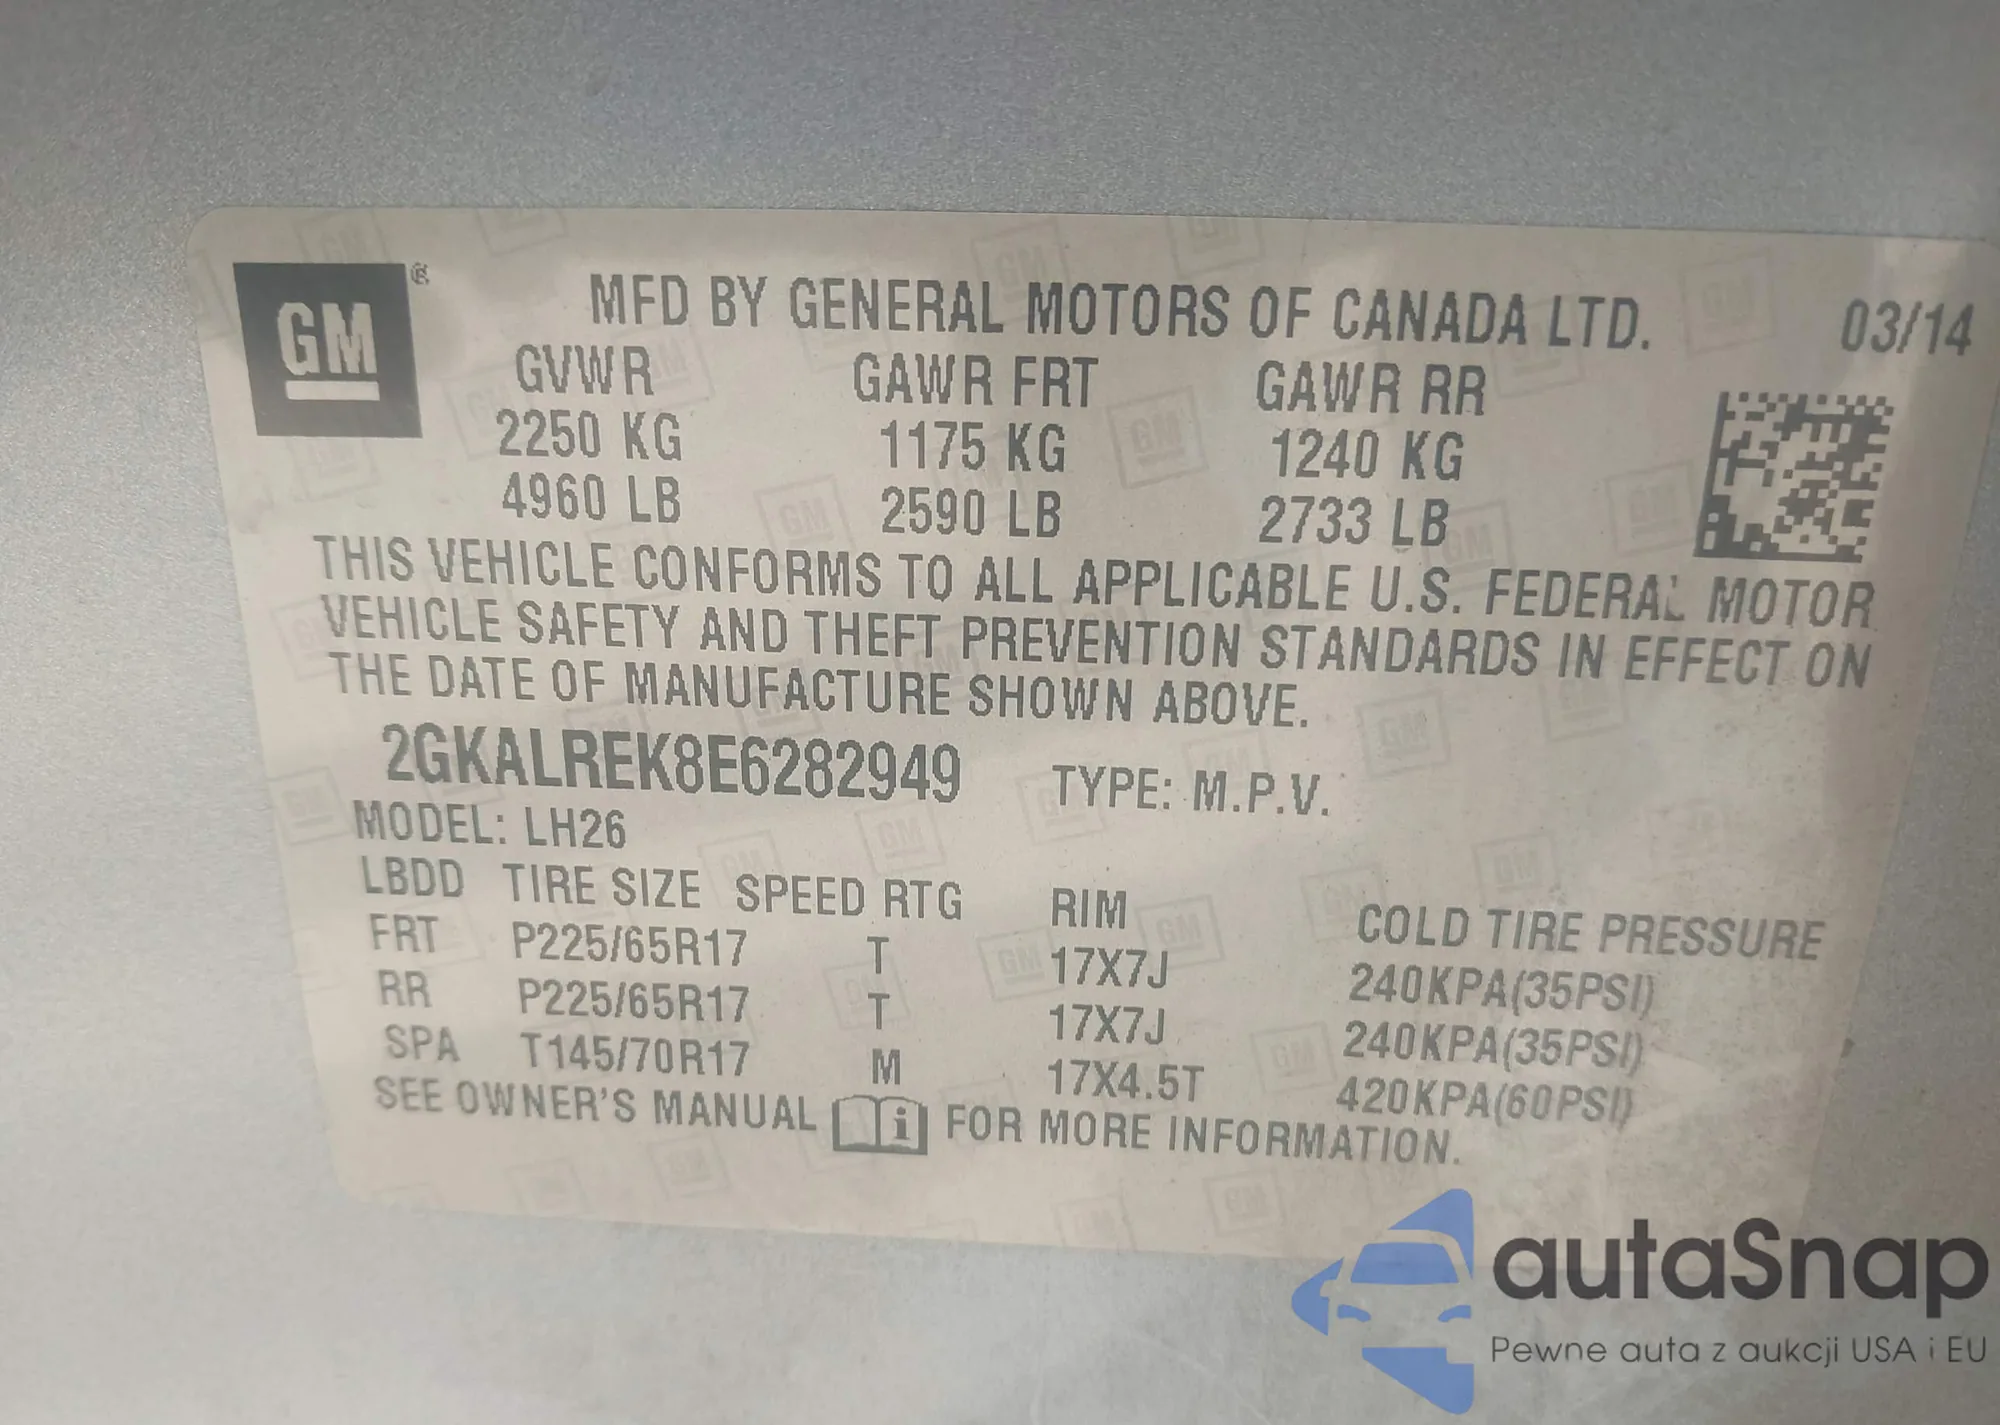 GM ®
MFD BY GENERAL MOTORS OF CANADA LTD. 03/14
GVWR GAWR FRT GAWR RR
2250 KG 1175 KG 1240 KG
4960 LB 2590 LB 2733 LB
THIS VEHICLE CONFORMS TO ALL APPLICABLE U.S. FEDERAL MOTOR
VEHICLE SAFETY AND THEFT PREVENTION STANDARDS IN EFFECT ON
THE DATE OF MANUFACTURE SHOWN ABOVE.
2GKALREK8E6282949 TYPE: M.P.V.
MODEL: LH26
LBDD TIRE SIZE SPEED RTG RIM COLD TIRE PRESSURE
FRT P225/65R17 T 17X7J 240KPA(35PSI)
RR P225/65R17 T 17X7J 240KPA(35PSI)
SPA T145/70R17 M 17X4.5T 420KPA(60PSI)
SEE OWNER'S MANUAL i FOR MORE INFORMATION.
autaSnap
Pewne auta z aukcji USA i EU